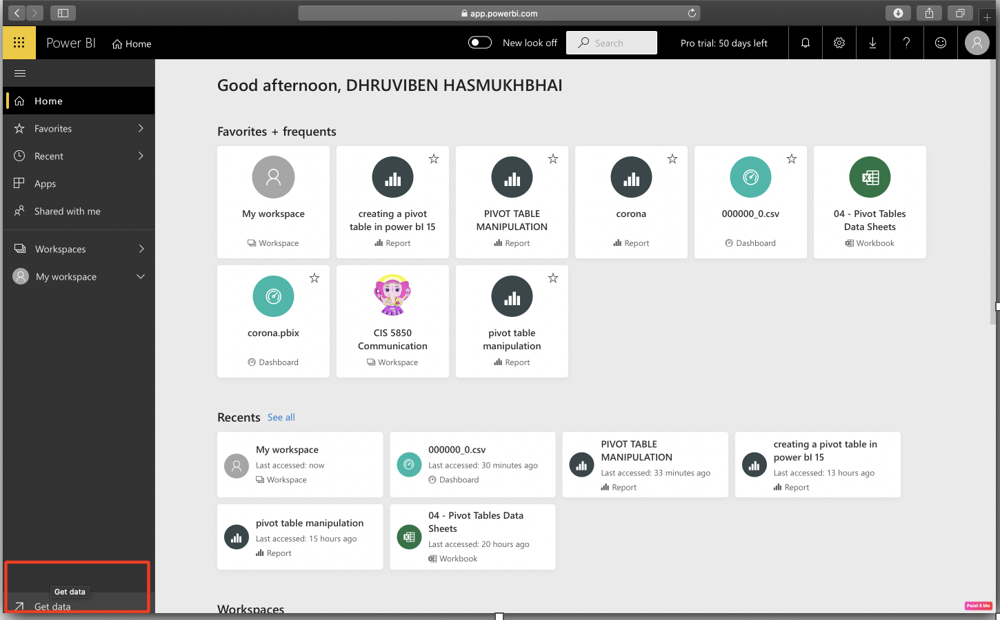 app.powerbi.com
Power BI
Home
New look off
Search
Pro trial: 50 days left
Home
Favorites
Recent
Apps
Shared with me
Workspaces
My workspace
Get data
Get data
Good afternoon, DHRUVIBEN HASMUKHBHAI
Favorites + frequents
My workspace
Workspace
creating a pivot
table in power bI 15
Report
PIVOT TABLE
MANIPULATION
Report
corona
Report
000000_0.csv
Dashboard
04 - Pivot Tables
Data Sheets
Workbook
corona.pbix
Dashboard
CIS 5850
Communication
Workspace
pivot table
manipulation
Report
Recents See all
My workspace
Last accessed: now
Workspace
000000_0.csv
Last accessed: 30 minutes ago
Dashboard
PIVOT TABLE
MANIPULATION
Last accessed: 33 minutes ago
Report
creating a pivot table in
power bI 15
Last accessed: 13 hours ago
Report
pivot table manipulation
Last accessed: 15 hours ago
Report
04 - Pivot Tables Data
Sheets
Last accessed: 20 hours ago
Workbook
Workspaces
Paint X lite